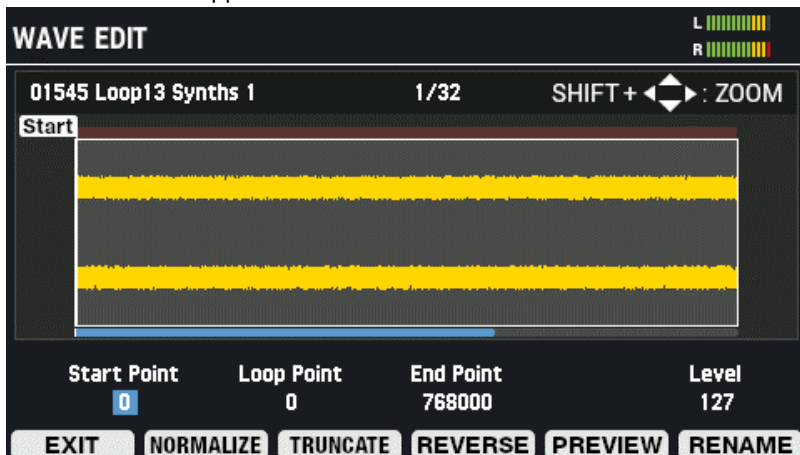 WAVE EDIT
L
R
01545 Loop13 Synths 1 1/32 SHIFT + : ZOOM
Start
Start Point Loop Point End Point Level
0 0 768000 127
EXIT NORMALIZE TRUNCATE REVERSE PREVIEW RENAME